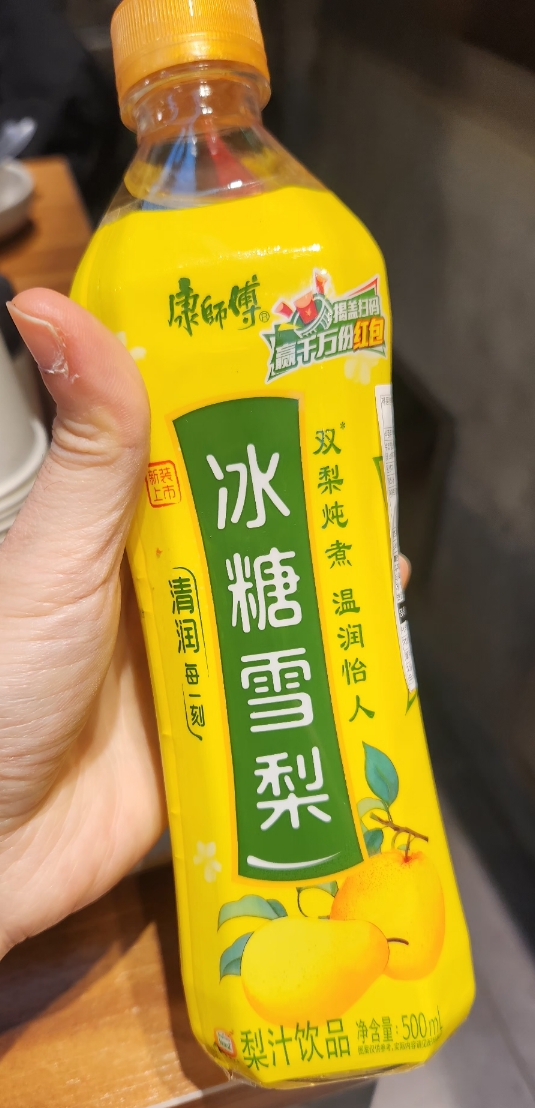 康師傅®
揭盖扫码
赢千万份红包
冰糖雪梨
双*梨炖煮 温润怡人
新装
上市
清润每一刻
梨汁饮品
净含量：500mL